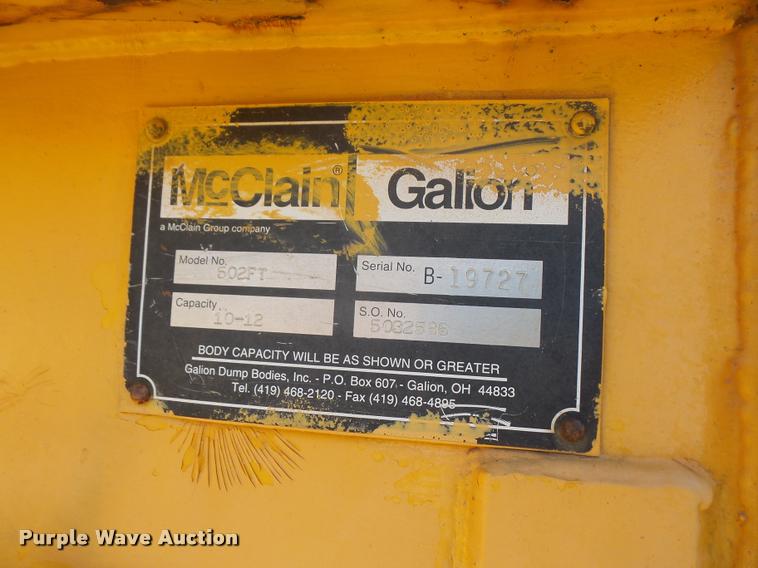 McClain® Galion
a McClain Group company
Model No. 502FT
Serial No. B-19727
Capacity 10-12
S.O. No. 5032586
BODY CAPACITY WILL BE AS SHOWN OR GREATER
Galion Dump Bodies, Inc. - P.O. Box 607 - Galion, OH 44833
Tel. (419) 468-2120 - Fax (419) 468-4895
Purple Wave Auction